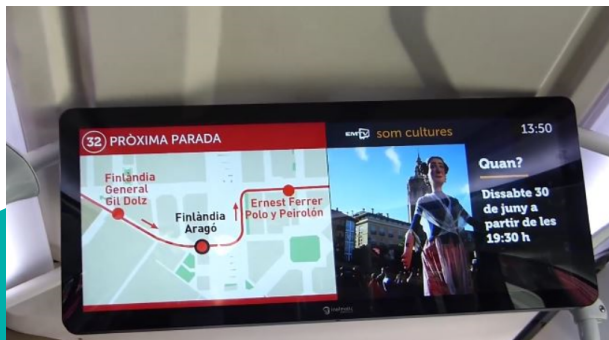 32 PRÒXIMA PARADA
Finlàndia
General
Gil Dolz
Finlàndia
Aragó
Ernest Ferrer
Polo y Peirolón
EMTV som cultures
13:50
Quan?
Dissabte 30
de juny a
partir de les
19:30 h